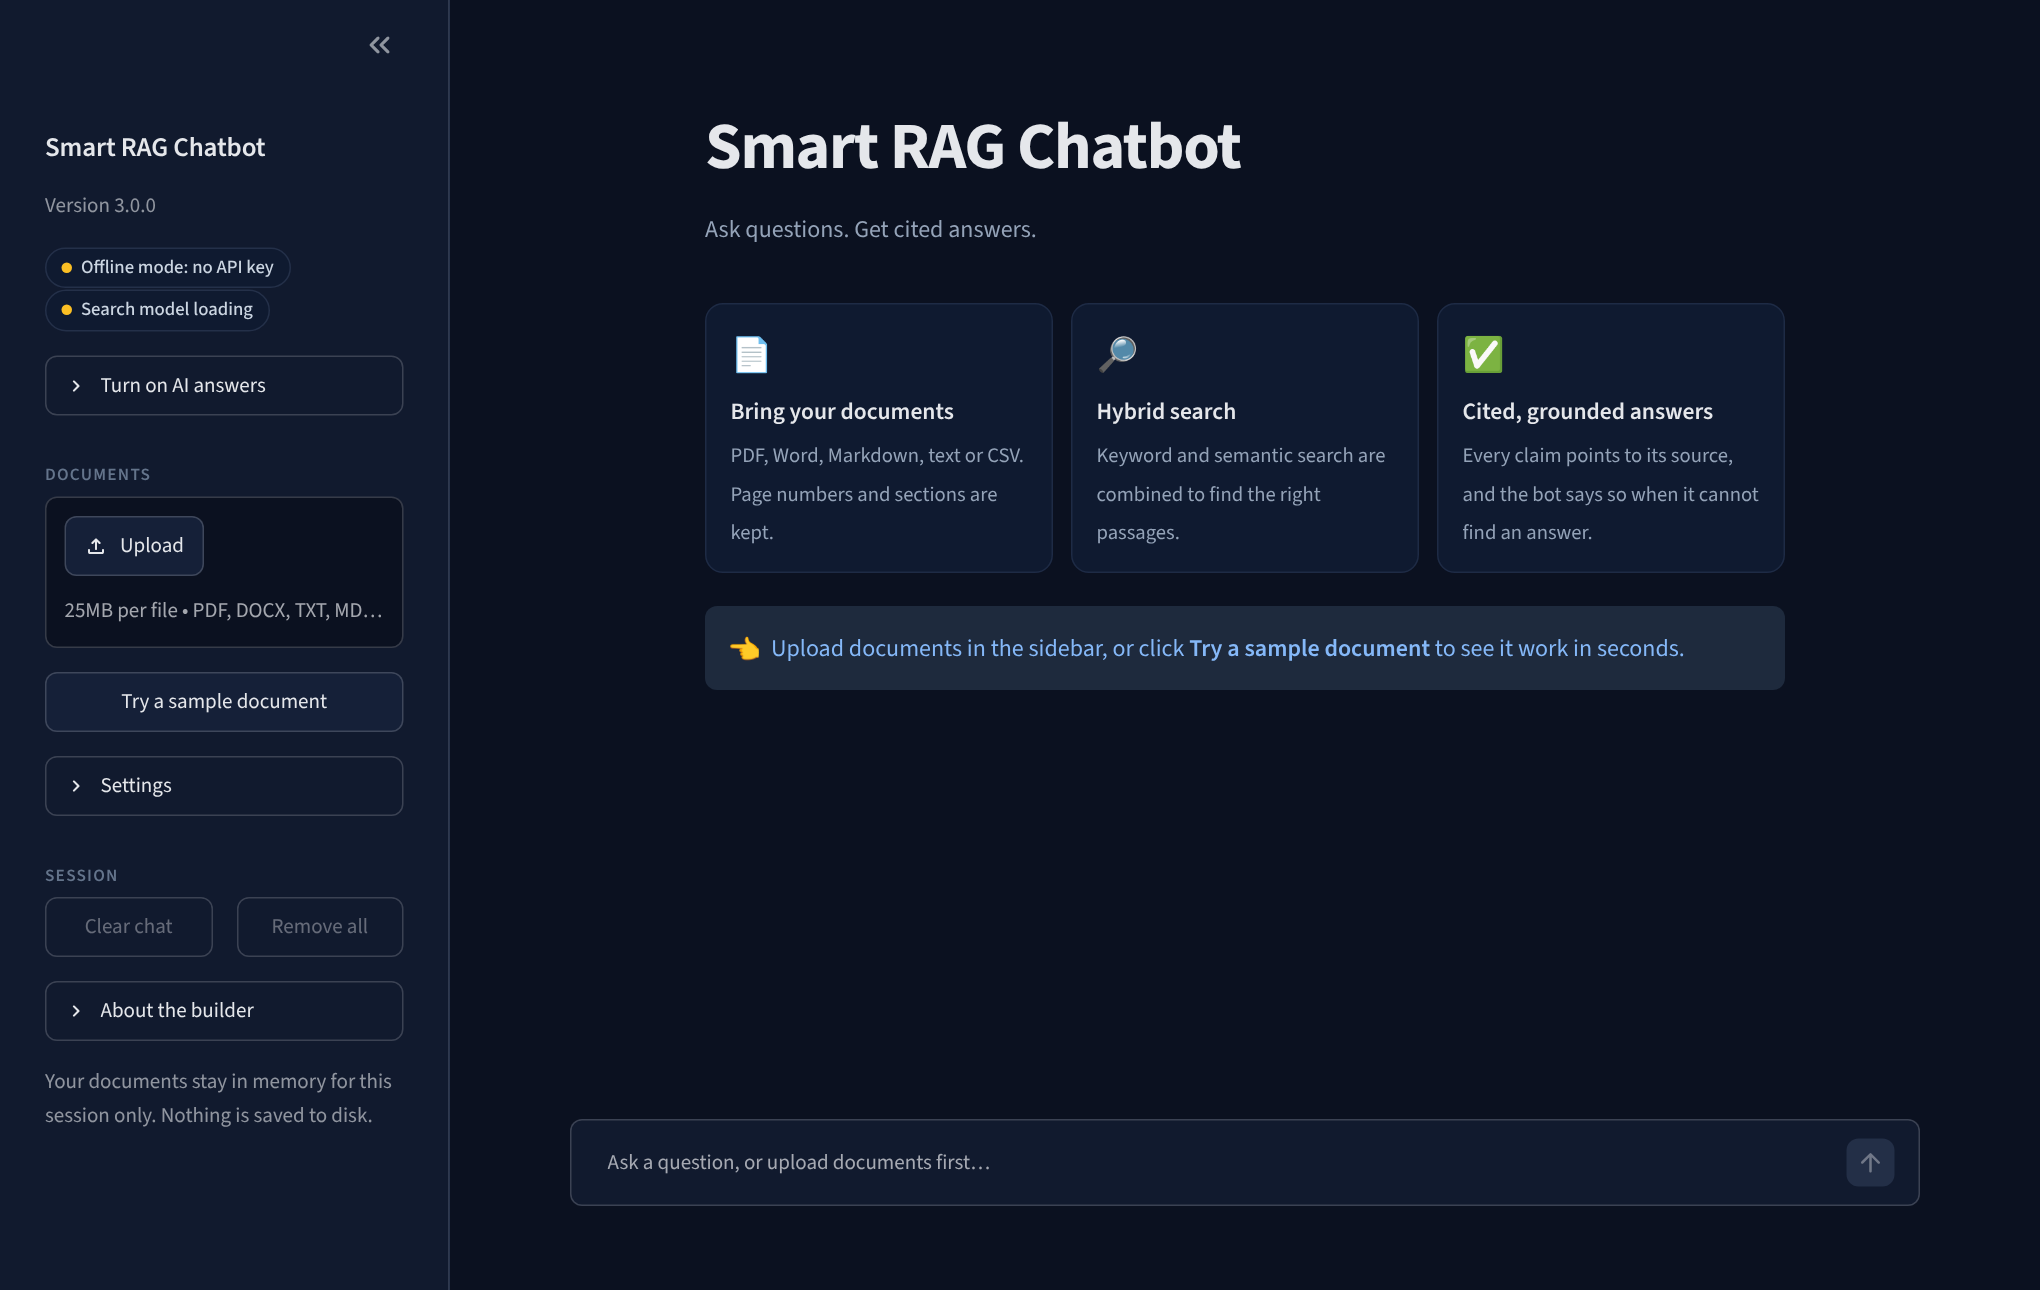 Smart RAG Chatbot
Version 3.0.0
Offline mode: no API key
Search model loading
Turn on AI answers
DOCUMENTS
Upload
25MB per file • PDF, DOCX, TXT, MD…
Try a sample document
Settings
SESSION
Clear chat
Remove all
About the builder
Your documents stay in memory for this
session only. Nothing is saved to disk.
Smart RAG Chatbot
Ask questions. Get cited answers.
Bring your documents
PDF, Word, Markdown, text or CSV.
Page numbers and sections are
kept.
Hybrid search
Keyword and semantic search are
combined to find the right
passages.
Cited, grounded answers
Every claim points to its source,
and the bot says so when it cannot
find an answer.
Upload documents in the sidebar, or click Try a sample document to see it work in seconds.
Ask a question, or upload documents first…